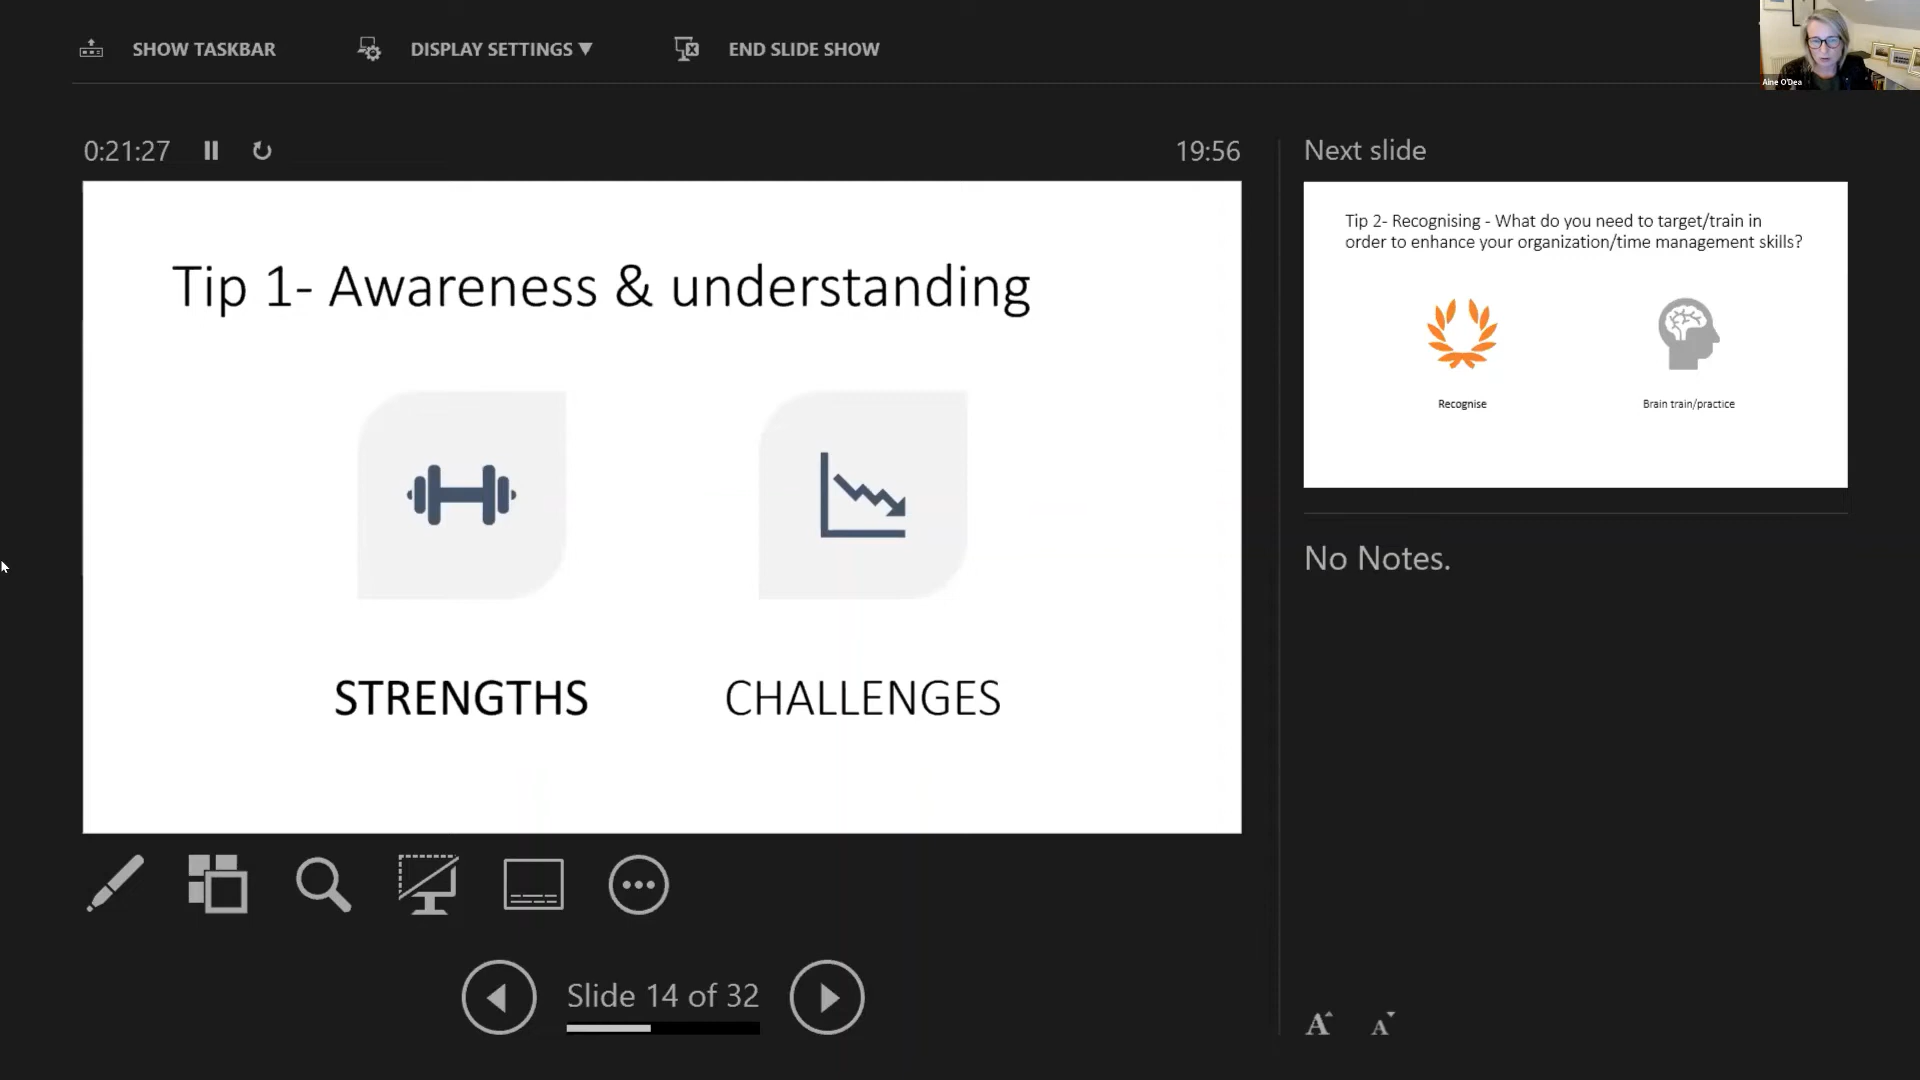 SHOW TASKBAR
DISPLAY SETTINGS ▼
END SLIDE SHOW
Aine O'Dea
0:21:27
19:56
Next slide
Tip 1- Awareness & understanding
STRENGTHS
CHALLENGES
Tip 2- Recognising - What do you need to target/train in
order to enhance your organization/time management skills?
Recognise
Brain train/practice
No Notes.
Slide 14 of 32
A A